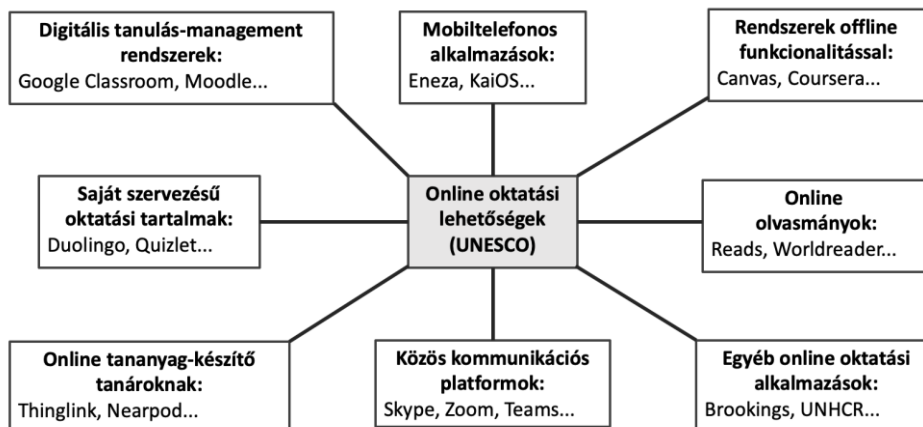 Digitális tanulás-management
rendszerek:
Google Classroom, Moodle...
Mobiltelefonos
alkalmazások:
Eneza, KaiOS...
Rendszerek offline
funkcionalitással:
Canvas, Coursera...
Saját szervezésű
oktatási tartalmak:
Duolingo, Quizlet...
Online oktatási
lehetőségek
(UNESCO)
Online
olvasmányok:
Reads, Worldreader...
Online tananyag-készítő
tanároknak:
Thinglink, Nearpod...
Közös kommunikációs
platformok:
Skype, Zoom, Teams...
Egyéb online oktatási
alkalmazások:
Brookings, UNHCR...